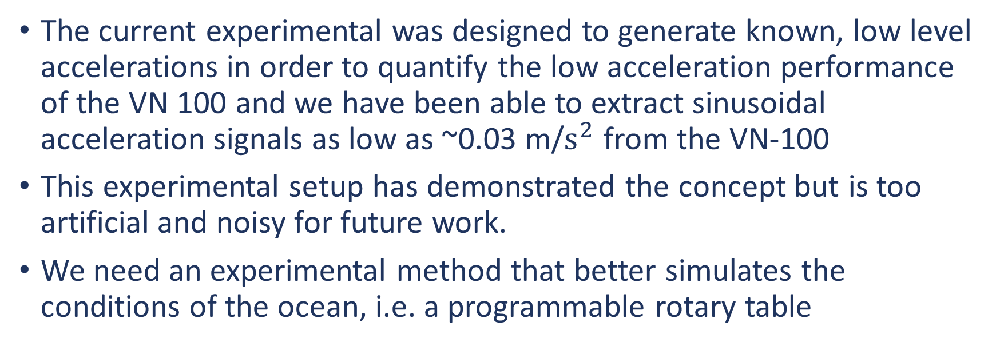 • The current experimental was designed to generate known, low level
accelerations in order to quantify the low acceleration performance
of the VN 100 and we have been able to extract sinusoidal
acceleration signals as low as ~0.03 m/s² from the VN-100
• This experimental setup has demonstrated the concept but is too
artificial and noisy for future work.
• We need an experimental method that better simulates the
conditions of the ocean, i.e. a programmable rotary table